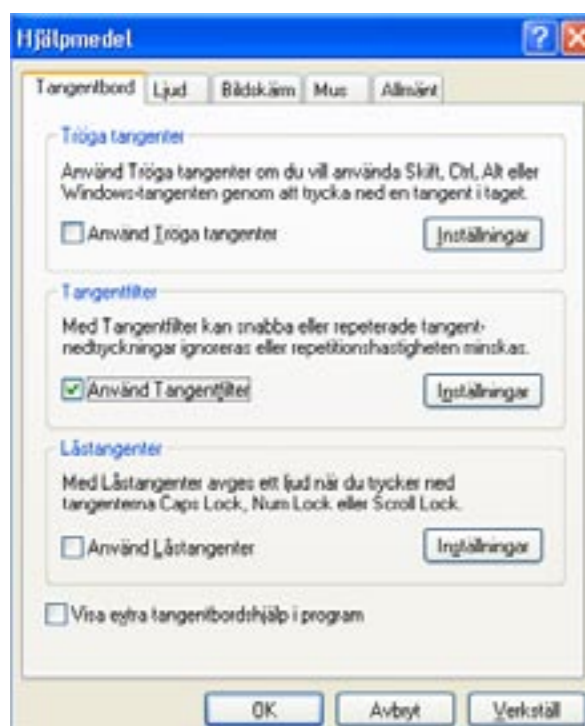 Hjälpmedel
Tangentbord Ljud Bildskärm Mus Allmänt
Tröga tangenter
Använd Tröga tangenter om du vill använda Skift, Ctrl, Alt eller
Windows-tangenten genom att trycka ned en tangent i taget.
Använd Tröga tangenter Inställningar
Tangentfilter
Med Tangentfilter kan snabba eller repeterade tangent-
nedtryckningar ignoreras eller repetitionshastigheten minskas.
Använd Tangentfilter Inställningar
Låstangenter
Med Låstangenter avges ett ljud när du trycker ned
tangenterna Caps Lock, Num Lock eller Scroll Lock.
Använd Låstangenter Inställningar
Visa extra tangentbordshjälp i program
OK Avbryt Verkställ